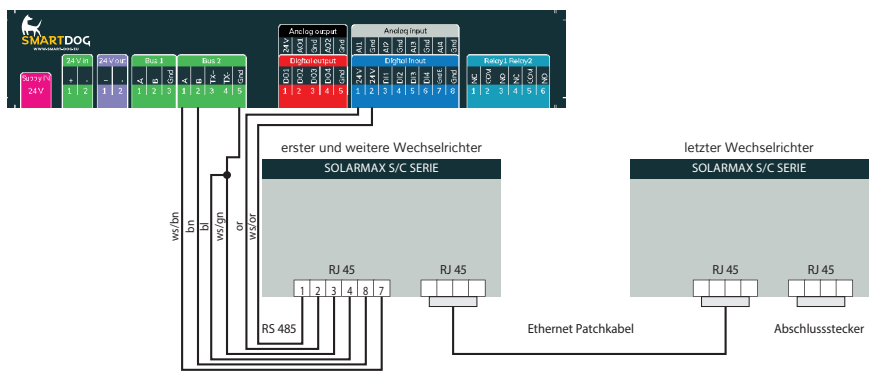 SMARTDOG
WWW.SMART-DOG.EU
Analog output
24V AO1 Gnd AO2 Gnd
Analog input
AI1 Gnd AI2 Gnd AI3 Gnd AI4 Gnd
Supply IN
24 V
24 V in
+ -
1 2
24 V out
1 2
Bus 1
A B Gnd
1 2 3
Bus 2
A B TX+ TX- Gnd
1 2 3 4 5
Digital output
DO1 DO2 DO3 DO4 Gnd
1 2 3 4 5
Digital input
24 V 24 V DI1 DI2 DI3 DI4 GndE Gnd
1 2 3 4 5 6 7 8
Relay1 Relay2
NC COM NO NC COM NO
1 2 3 4 5 6
erster und weitere Wechselrichter
SOLARMAX S/C SERIE
letzter Wechselrichter
SOLARMAX S/C SERIE
ws/bn
bn
bl
ws/gn
or
ws/or
RJ 45
1 2 3 4 8 7
RJ 45
RJ 45
RJ 45
RS 485
Ethernet Patchkabel
Abschlussstecker